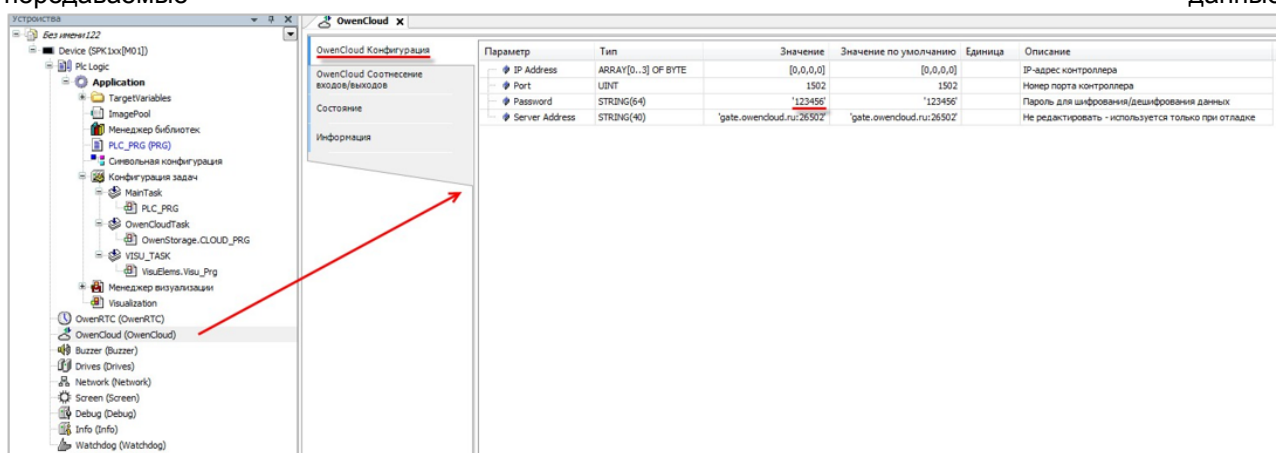 передаваемые данные
Устройства
Без имени122
Device (SPK1xx[M01])
Plc Logic
Application
TargetVariables
ImagePool
Менеджер библиотек
PLC_PRG (PRG)
Символьная конфигурация
Конфигурация задач
MainTask
PLC_PRG
OwenCloudTask
OwenStorage.CLOUD_PRG
VISU_TASK
VisuElems.Visu_Prg
Менеджер визуализации
Visualization
OwenRTC (OwenRTC)
OwenCloud (OwenCloud)
Buzzer (Buzzer)
Drives (Drives)
Network (Network)
Screen (Screen)
Debug (Debug)
Info (Info)
Watchdog (Watchdog)
OwenCloud
OwenCloud Конфигурация
OwenCloud Соотнесение
входов/выходов
Состояние
Информация
Параметр Тип Значение Значение по умолчанию Единица Описание
IP Address ARRAY[0..3] OF BYTE [0,0,0,0] [0,0,0,0] IP-адрес контроллера
Port UINT 1502 1502 Номер порта контроллера
Password STRING(64) '123456' '123456' Пароль для шифрования/дешифрования данных
Server Address STRING(40) 'gate.owencloud.ru:26502' 'gate.owencloud.ru:26502' Не редактировать - используется только при отладке